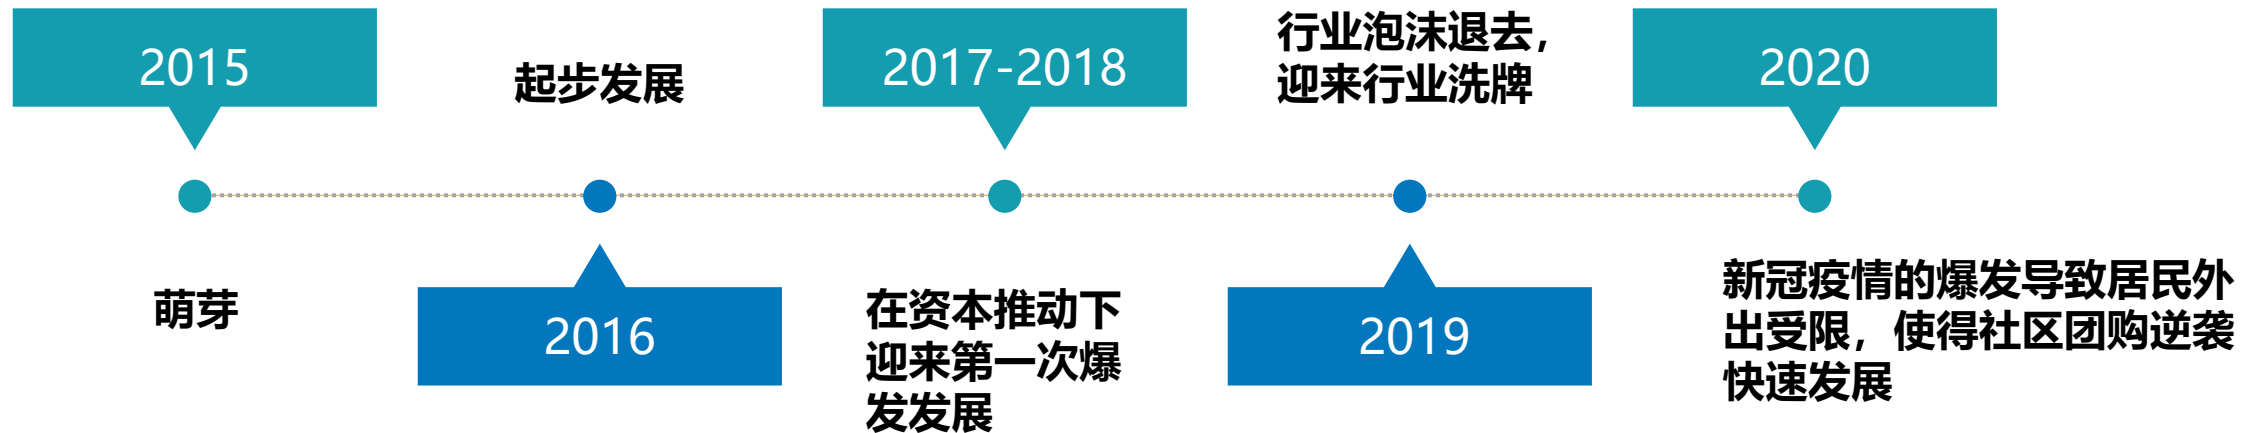 2015
萌芽
起步发展
2016
2017-2018
在资本推动下
迎来第一次爆
发发展
行业泡沫退去，
迎来行业洗牌
2019
2020
新冠疫情的爆发导致居民外
出受限，使得社区团购逆袭
快速发展